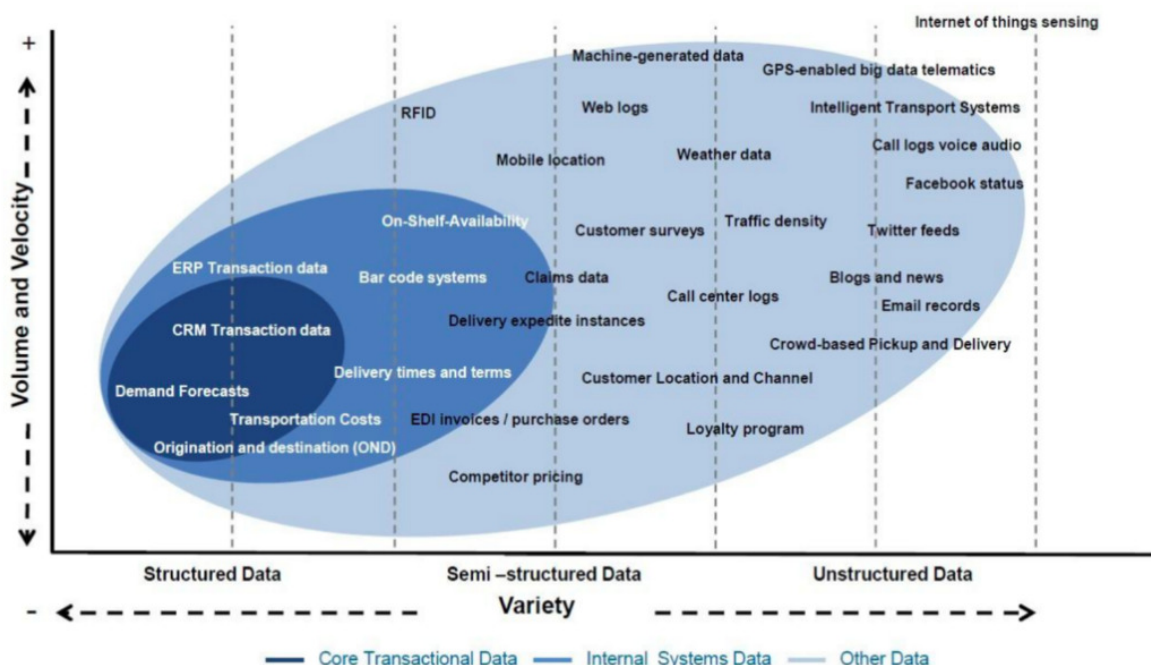 Internet of things sensing
+
Machine-generated data
GPS-enabled big data telematics
RFID
Web logs
Intelligent Transport Systems
Mobile location
Weather data
Call logs voice audio
Facebook status
On-Shelf-Availability
Customer surveys
Traffic density
Twitter feeds
ERP Transaction data
Bar code systems
Claims data
Blogs and news
Call center logs
Email records
CRM Transaction data
Delivery expedite instances
Crowd-based Pickup and Delivery
Demand Forecasts
Delivery times and terms
Customer Location and Channel
Transportation Costs
EDI invoices / purchase orders
Loyalty program
Origination and destination (OND)
Competitor pricing
Volume and Velocity
Structured Data
Semi –structured Data
Unstructured Data
-
Variety
Core Transactional Data
Internal Systems Data
Other Data